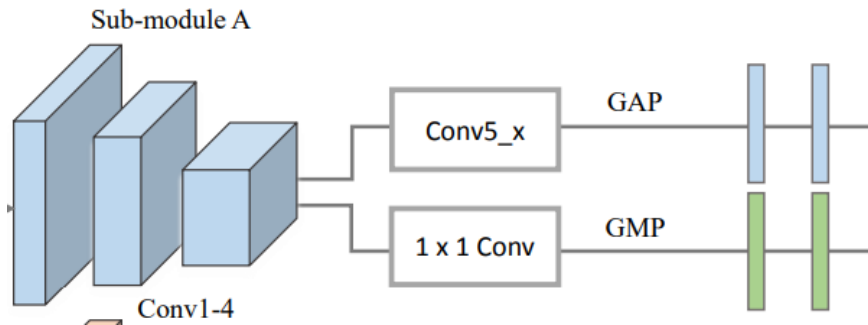 Sub-module A
Conv5_x
GAP
1 x 1 Conv
GMP
Conv1-4